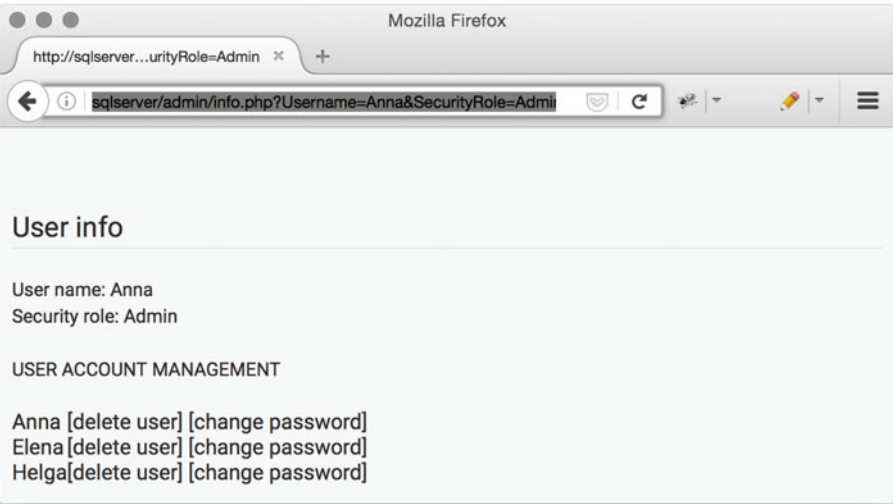 Mozilla Firefox
http://sqlserver...urityRole=Admin
sqlserver/admin/info.php?Username=Anna&SecurityRole=Admin
User info
User name: Anna
Security role: Admin
USER ACCOUNT MANAGEMENT
Anna [delete user] [change password]
Elena [delete user] [change password]
Helga[delete user] [change password]